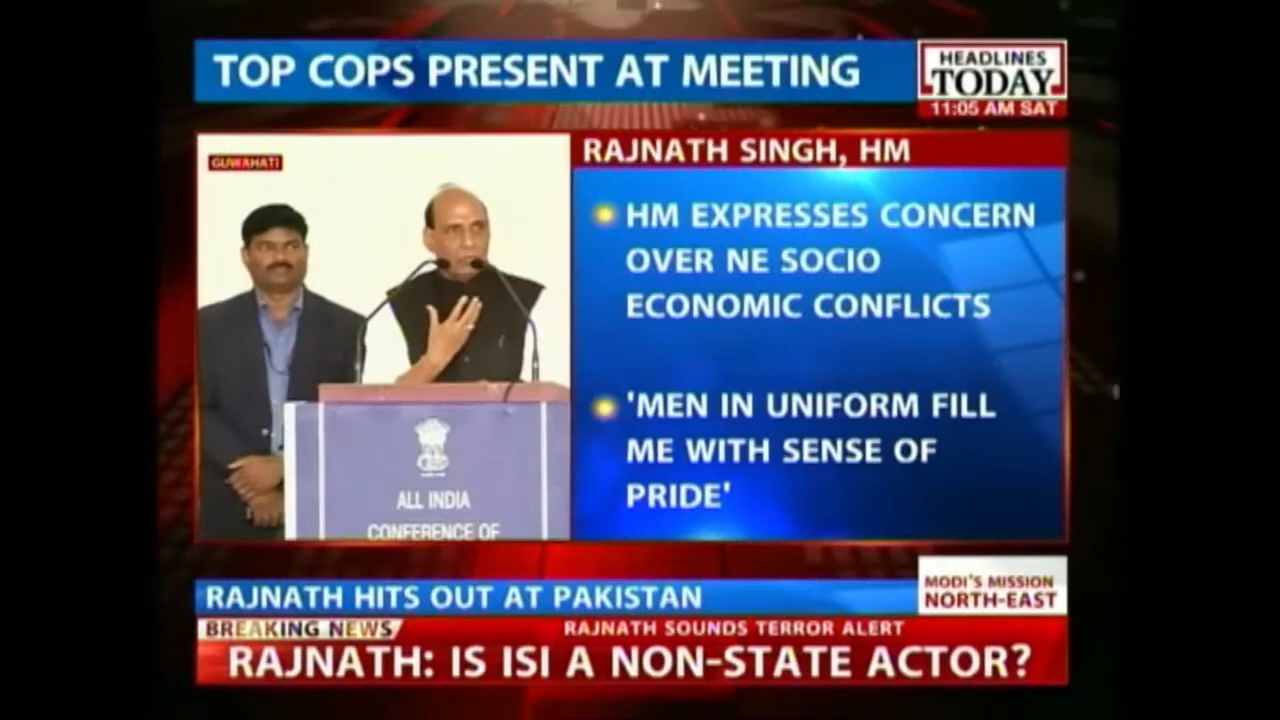 TOP COPS PRESENT AT MEETING
HEADLINES
TODAY
11:05 AM SAT
GUWAHATI
RAJNATH SINGH, HM
HM EXPRESSES CONCERN
OVER NE SOCIO
ECONOMIC CONFLICTS
'MEN IN UNIFORM FILL
ME WITH SENSE OF
PRIDE'
ALL INDIA
CONFERENCE OF
RAJNATH HITS OUT AT PAKISTAN
MODI'S MISSION
NORTH-EAST
BREAKING NEWS
RAJNATH SOUNDS TERROR ALERT
RAJNATH: IS ISI A NON-STATE ACTOR?